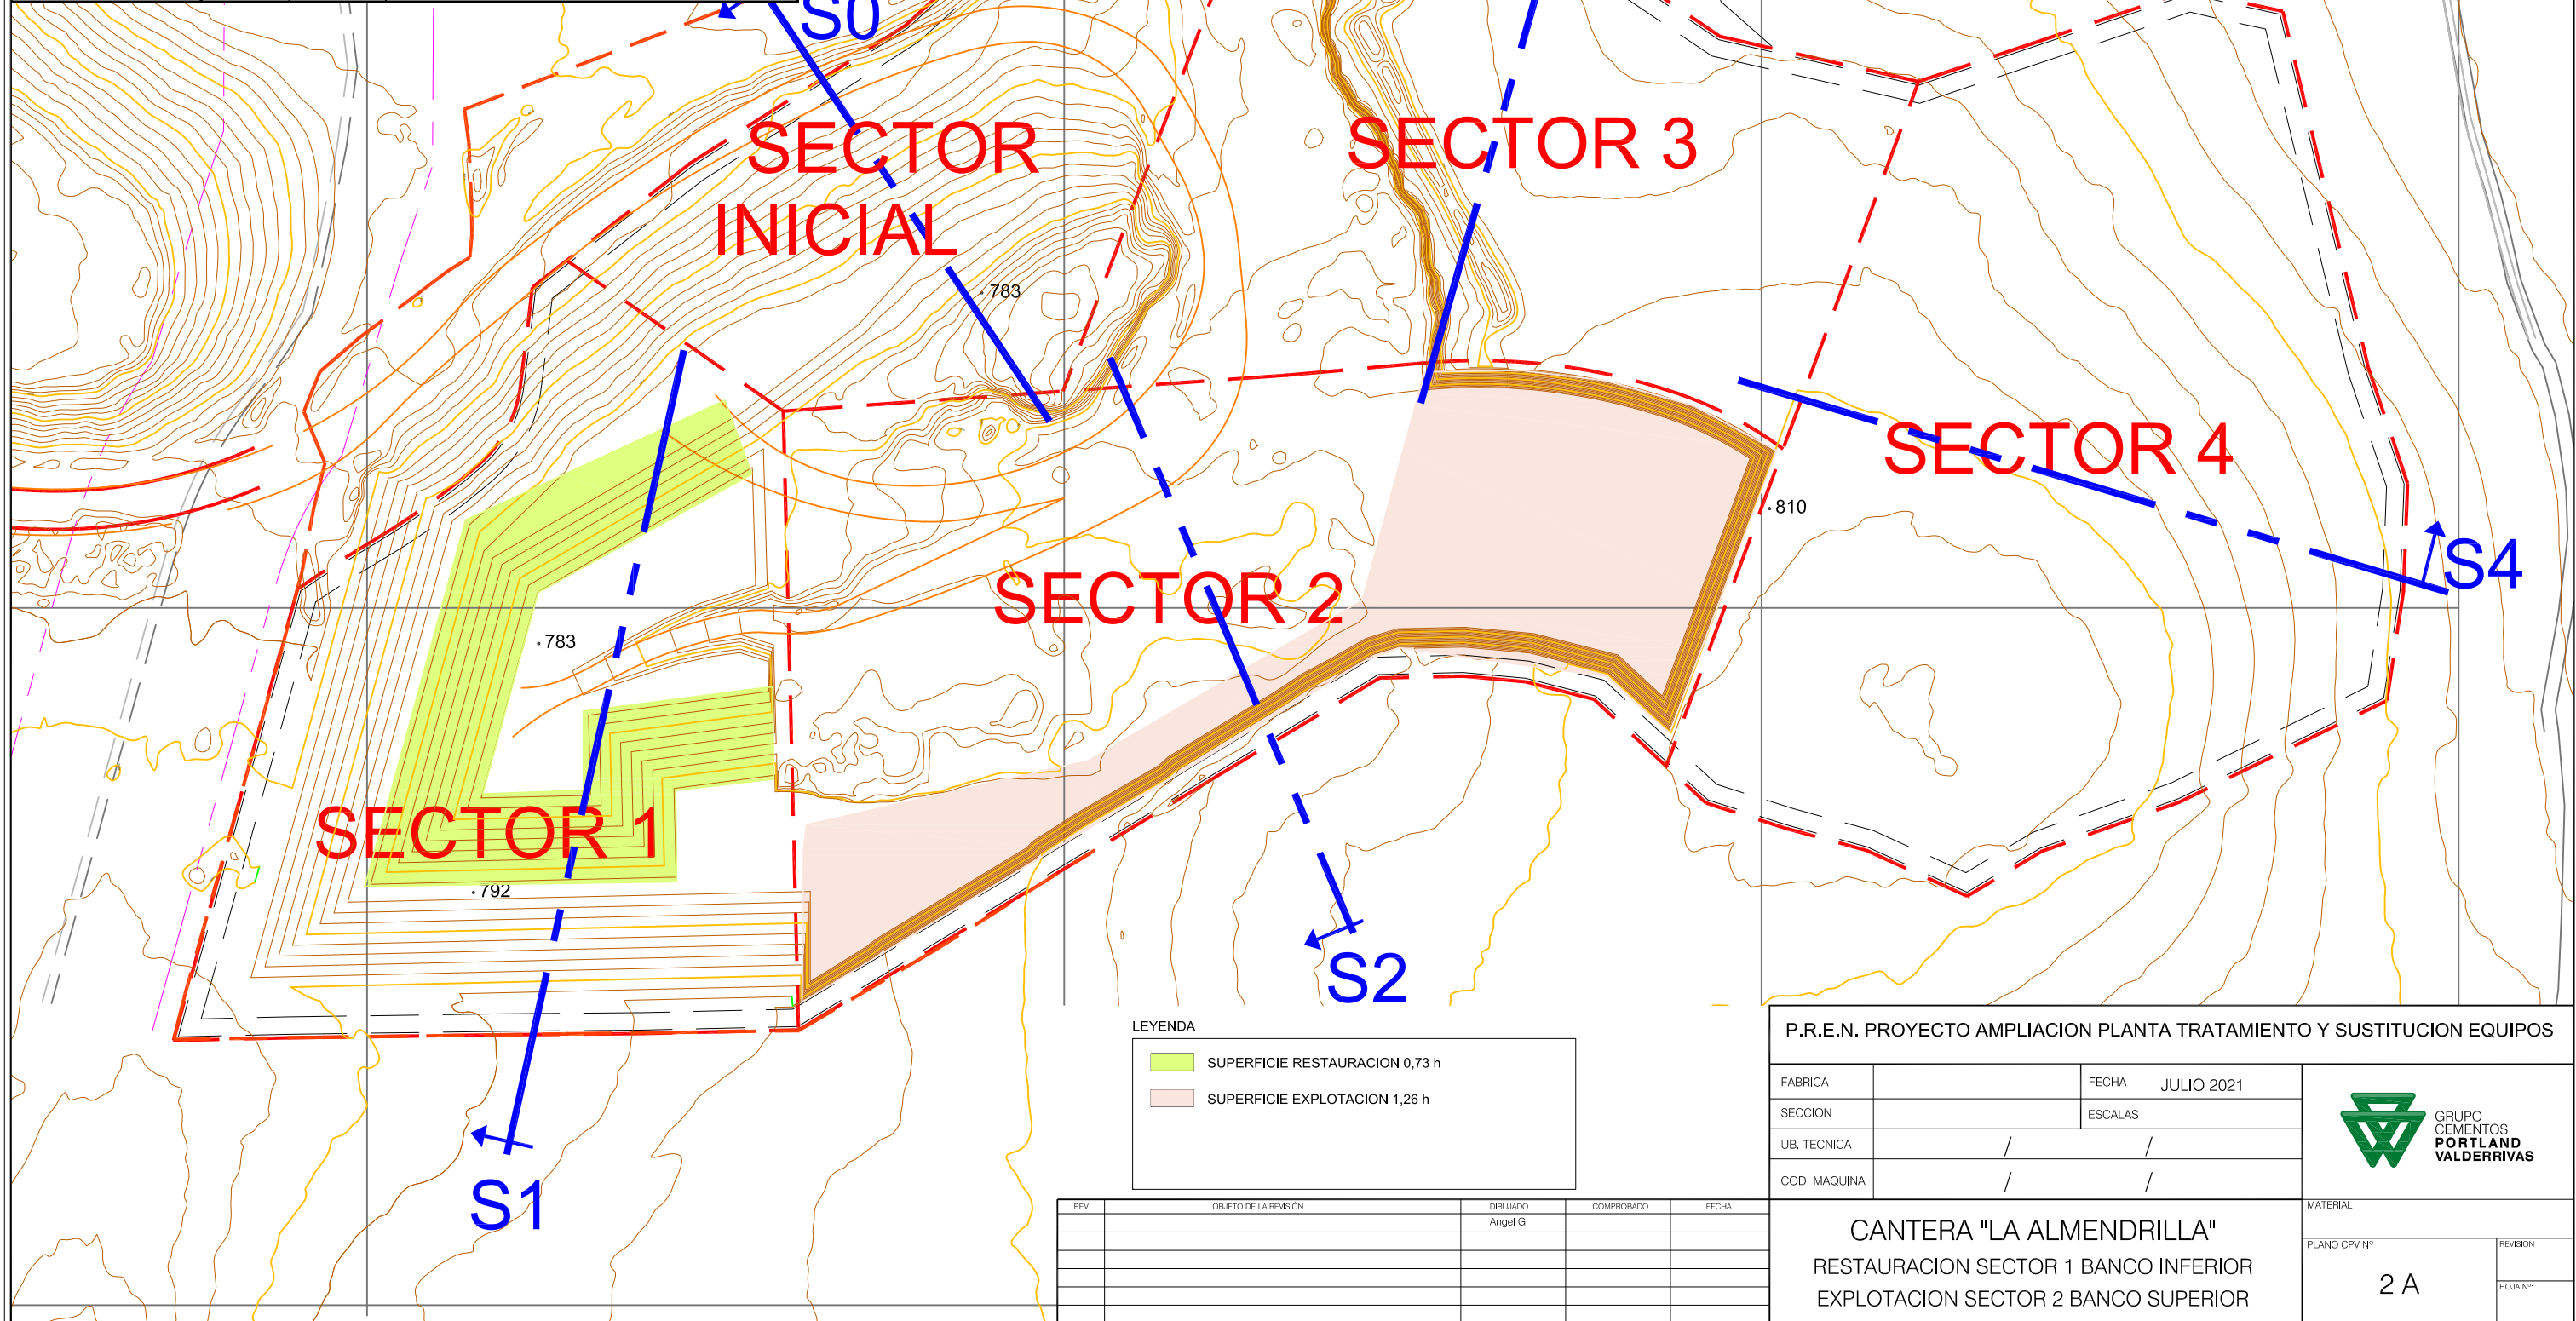 S0
SECTOR
INICIAL
SECTOR 3
783
SECTOR 4
810
S4
SECTOR 2
783
SECTOR 1
792
S2
S1
LEYENDA
SUPERFICIE RESTAURACION 0,73 h
SUPERFICIE EXPLOTACION 1,26 h
P.R.E.N. PROYECTO AMPLIACION PLANTA TRATAMIENTO Y SUSTITUCION EQUIPOS
FABRICA
FECHA JULIO 2021
SECCION
ESCALAS
UB. TECNICA / /
COD. MAQUINA / /
GRUPO
CEMENTOS
PORTLAND
VALDERRIVAS
REV. OBJETO DE LA REVISIÓN DIBUJADO COMPROBADO FECHA
Angel G.
CANTERA "LA ALMENDRILLA"
RESTAURACION SECTOR 1 BANCO INFERIOR
EXPLOTACION SECTOR 2 BANCO SUPERIOR
MATERIAL
PLANO CPV Nº
2 A
REVISION
HOJA Nº: